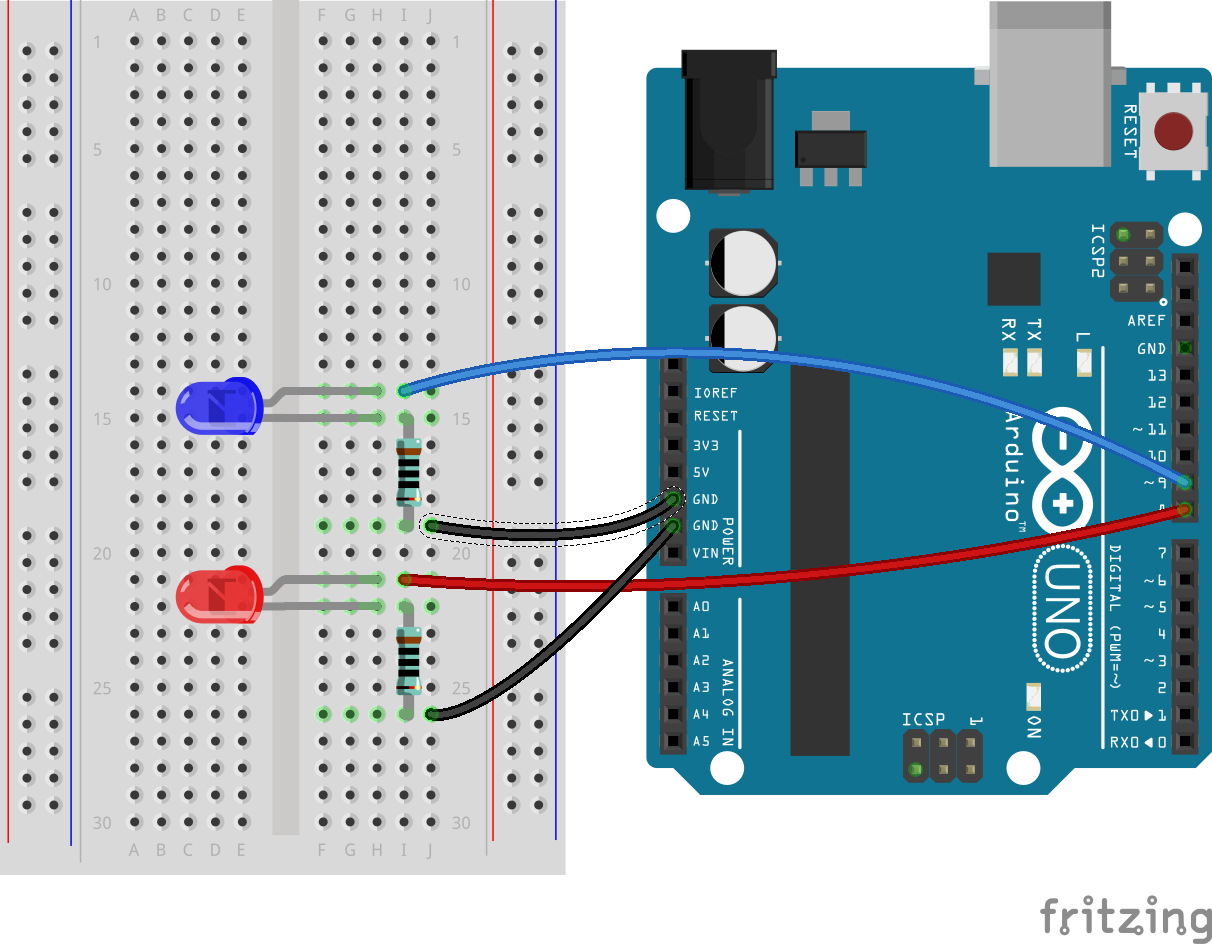 A B C D E F G H I J
1 1
5 5
10 10
15 15
20 20
25 25
30 30
A B C D E F G H I J
RESET
ICSP2
RX TX L
AREF
GND
13
12
~11
10
~9
8
7
~6
~5
4
~3
2
TX0▶1
RX0◀0
IOREF
RESET
3V3
5V
GND
GND
VIN
POWER
A0
A1
A2
A3
A4
A5
ANALOG IN
Arduino™
UNO
DIGITAL (PWM=~)
ICSP 1
ON
fritzing